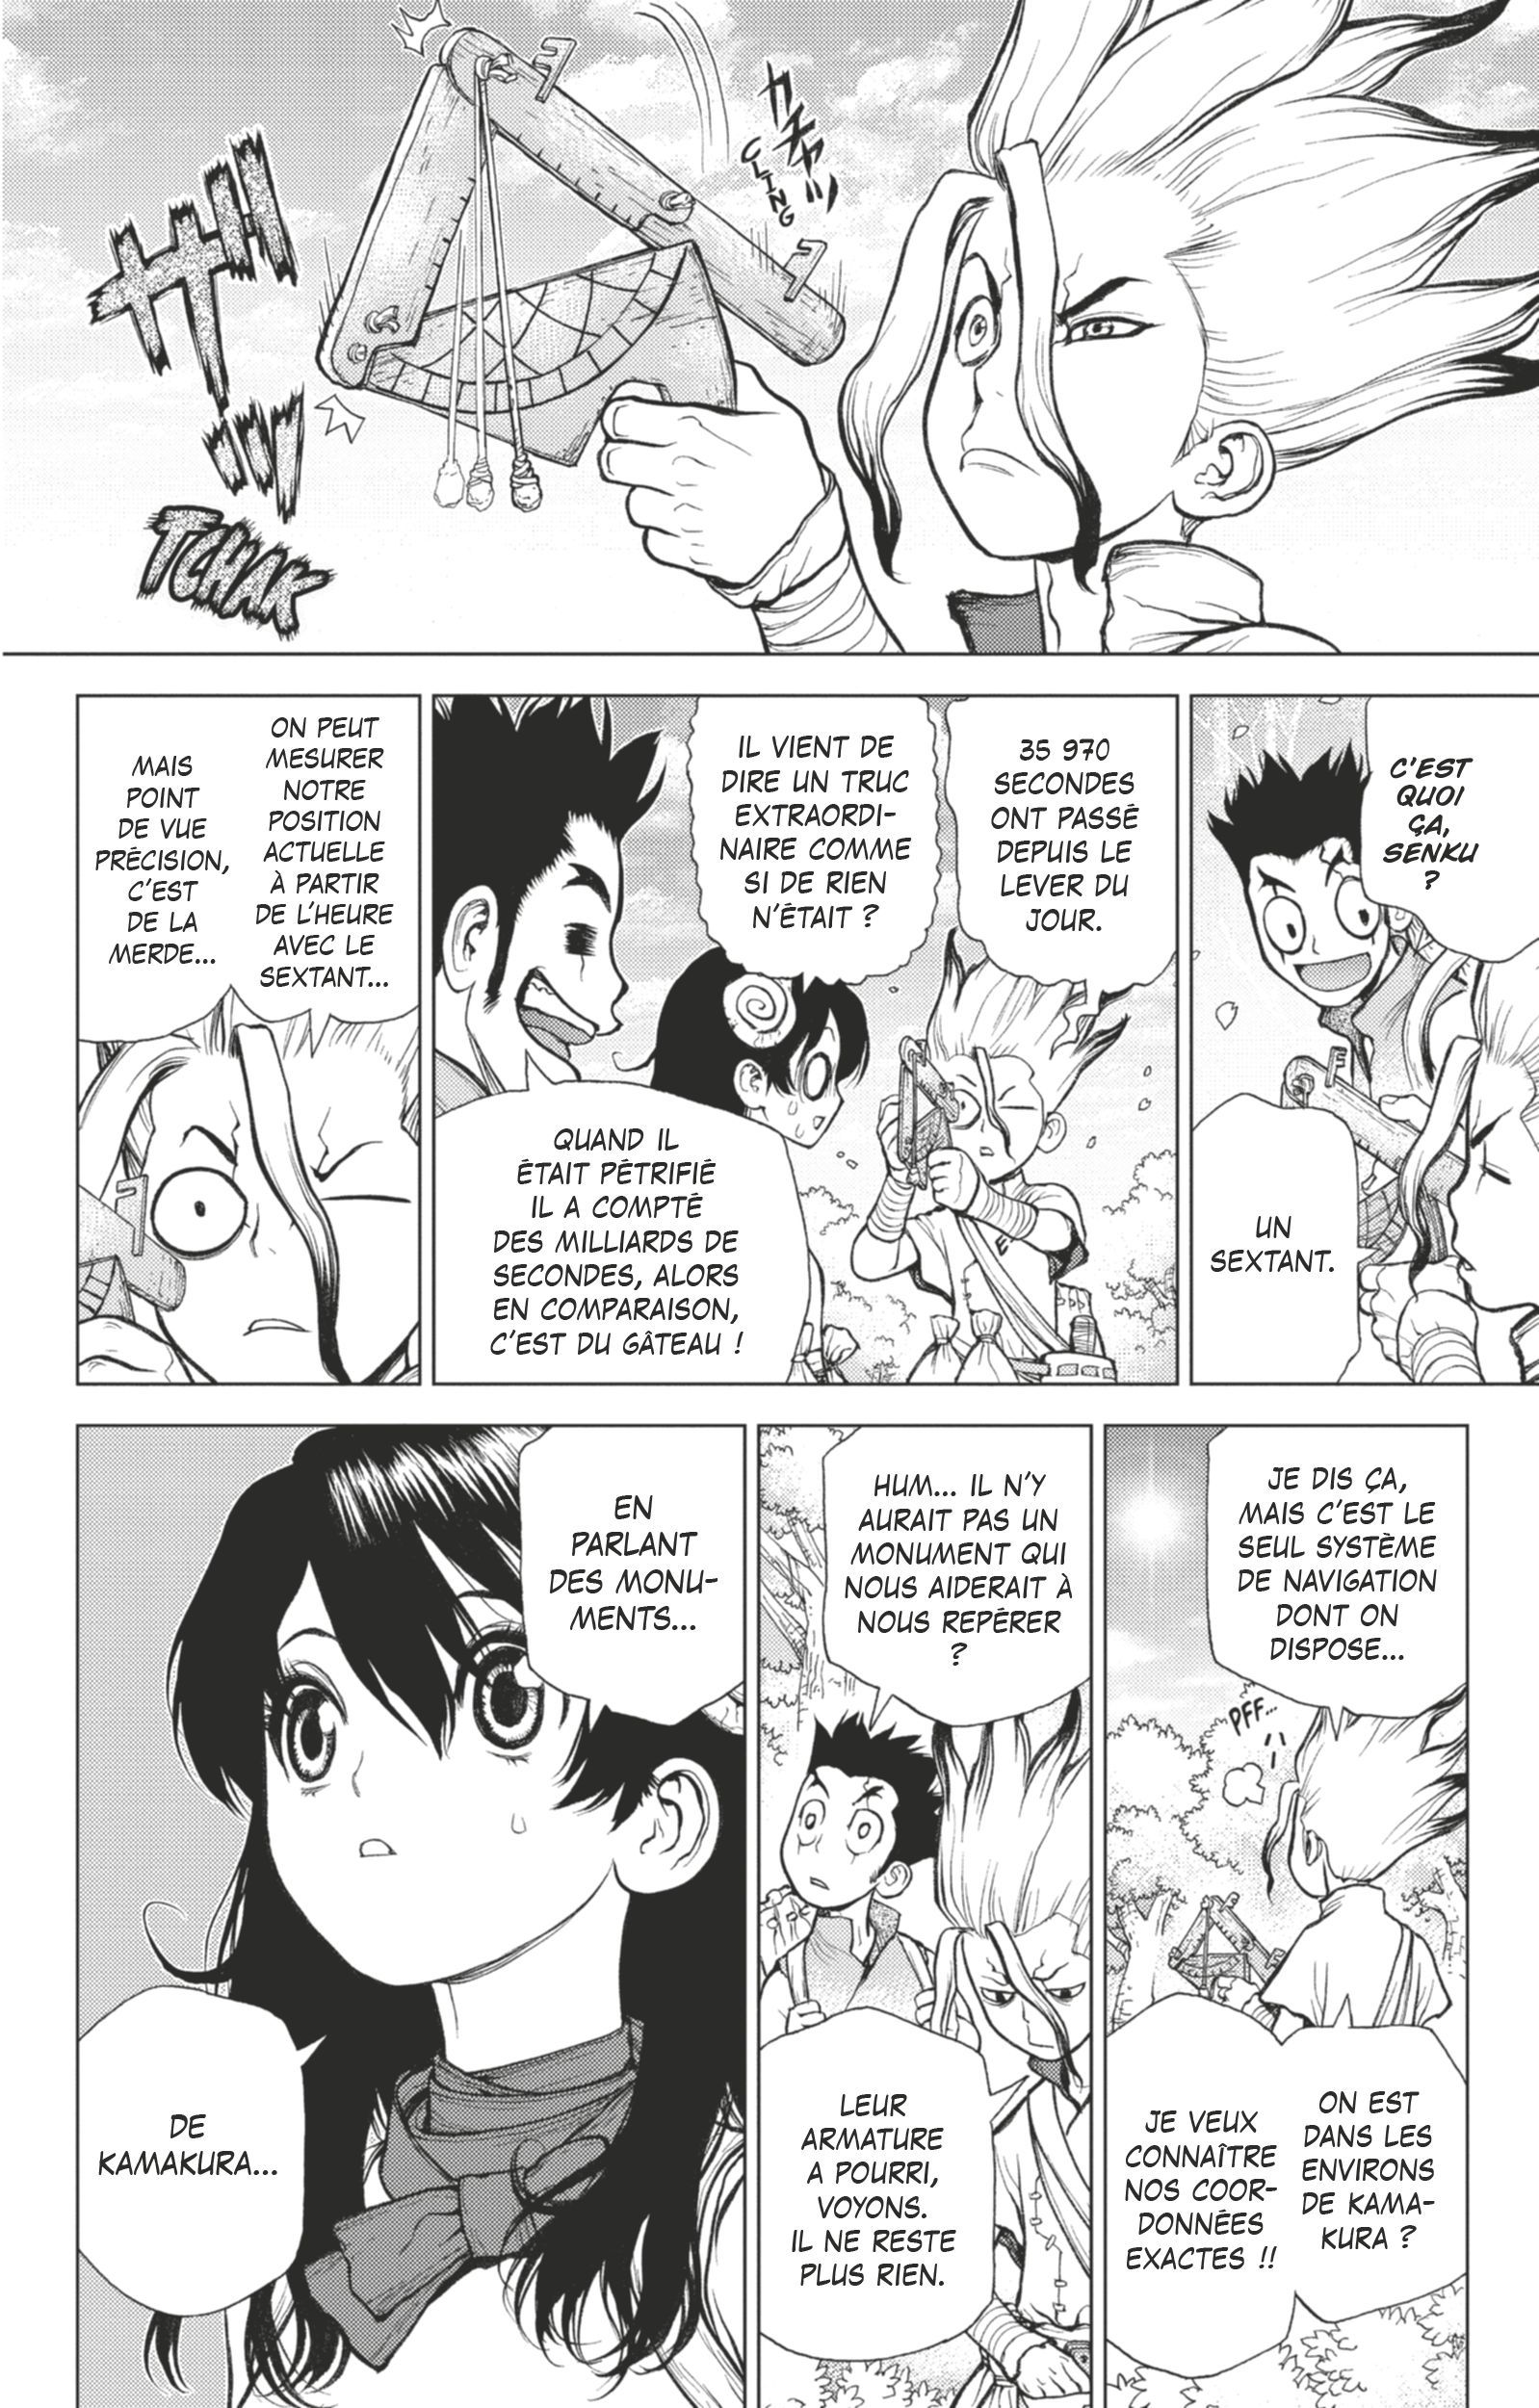 ガチャッ
CLING
ザザッ
TCHAK
C'EST
QUOI
ÇA,
SENKU
?
UN
SEXTANT.
35 970
SECONDES
ONT PASSÉ
DEPUIS LE
LEVER DU
JOUR.
IL VIENT DE
DIRE UN TRUC
EXTRAORDI-
NAIRE COMME
SI DE RIEN
N'ÉTAIT ?
QUAND IL
ÉTAIT PÉTRIFIÉ
IL A COMPTÉ
DES MILLIARDS DE
SECONDES, ALORS
EN COMPARAISON,
C'EST DU GÂTEAU !
ON PEUT
MESURER
NOTRE
POSITION
ACTUELLE
À PARTIR
DE L'HEURE
AVEC LE
SEXTANT...
MAIS
POINT
DE VUE
PRÉCISION,
C'EST
DE LA
MERDE...
JE DIS ÇA,
MAIS C'EST LE
SEUL SYSTÈME
DE NAVIGATION
DONT ON
DISPOSE...
PFF...
ON EST
DANS LES
ENVIRONS
DE KAMA-
KURA ?
JE VEUX
CONNAÎTRE
NOS COOR-
DONNÉES
EXACTES !!
HUM... IL N'Y
AURAIT PAS UN
MONUMENT QUI
NOUS AIDERAIT À
NOUS REPÉRER
?
LEUR
ARMATURE
A POURRI,
VOYONS.
IL NE RESTE
PLUS RIEN.
EN
PARLANT
DES MONU-
MENTS...
DE
KAMAKURA...